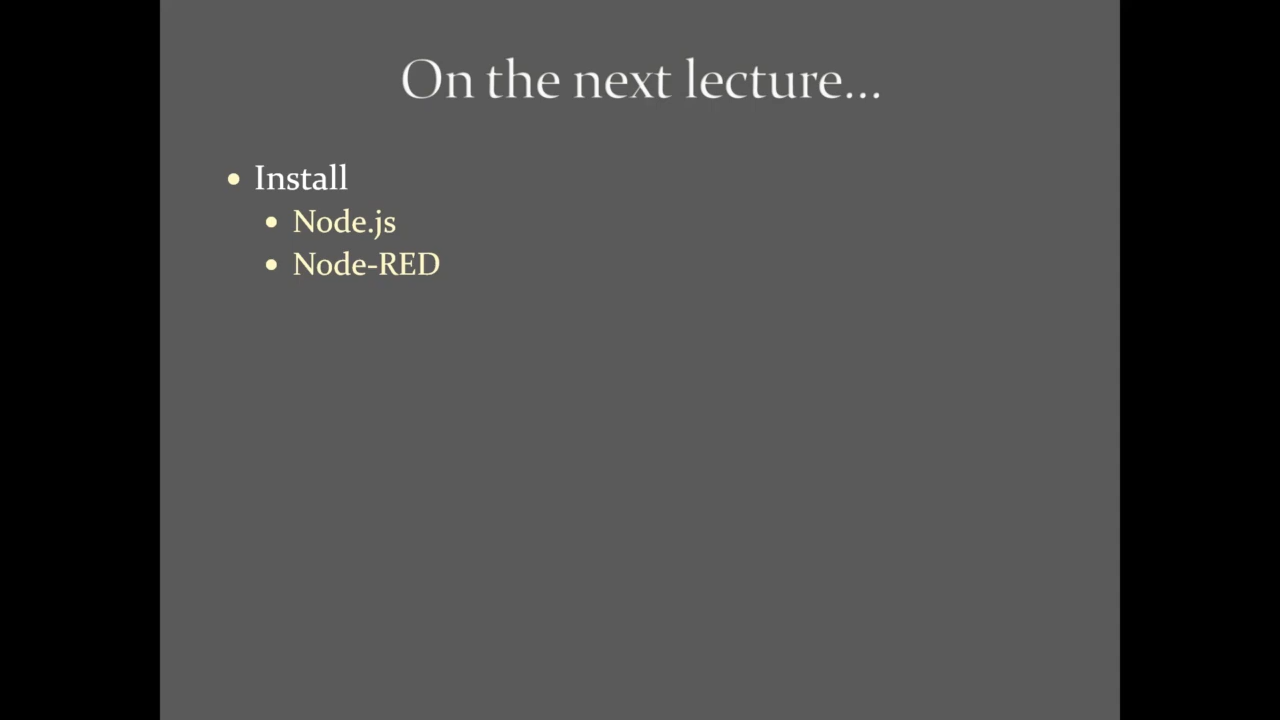 On the next lecture...
• Install
• Node.js
• Node-RED